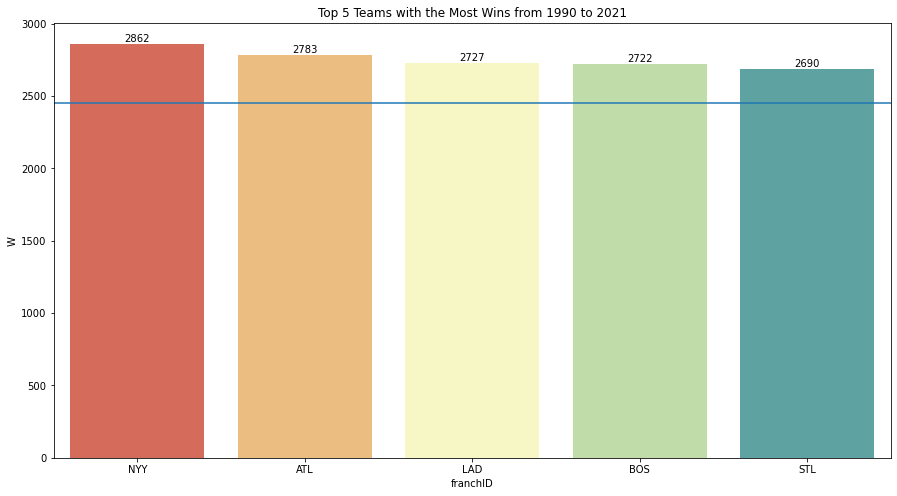 Top 5 Teams with the Most Wins from 1990 to 2021
3000
2500
2000
1500
1000
500
0
W
2862
2783
2727
2722
2690
NYY
ATL
LAD
BOS
STL
franchID